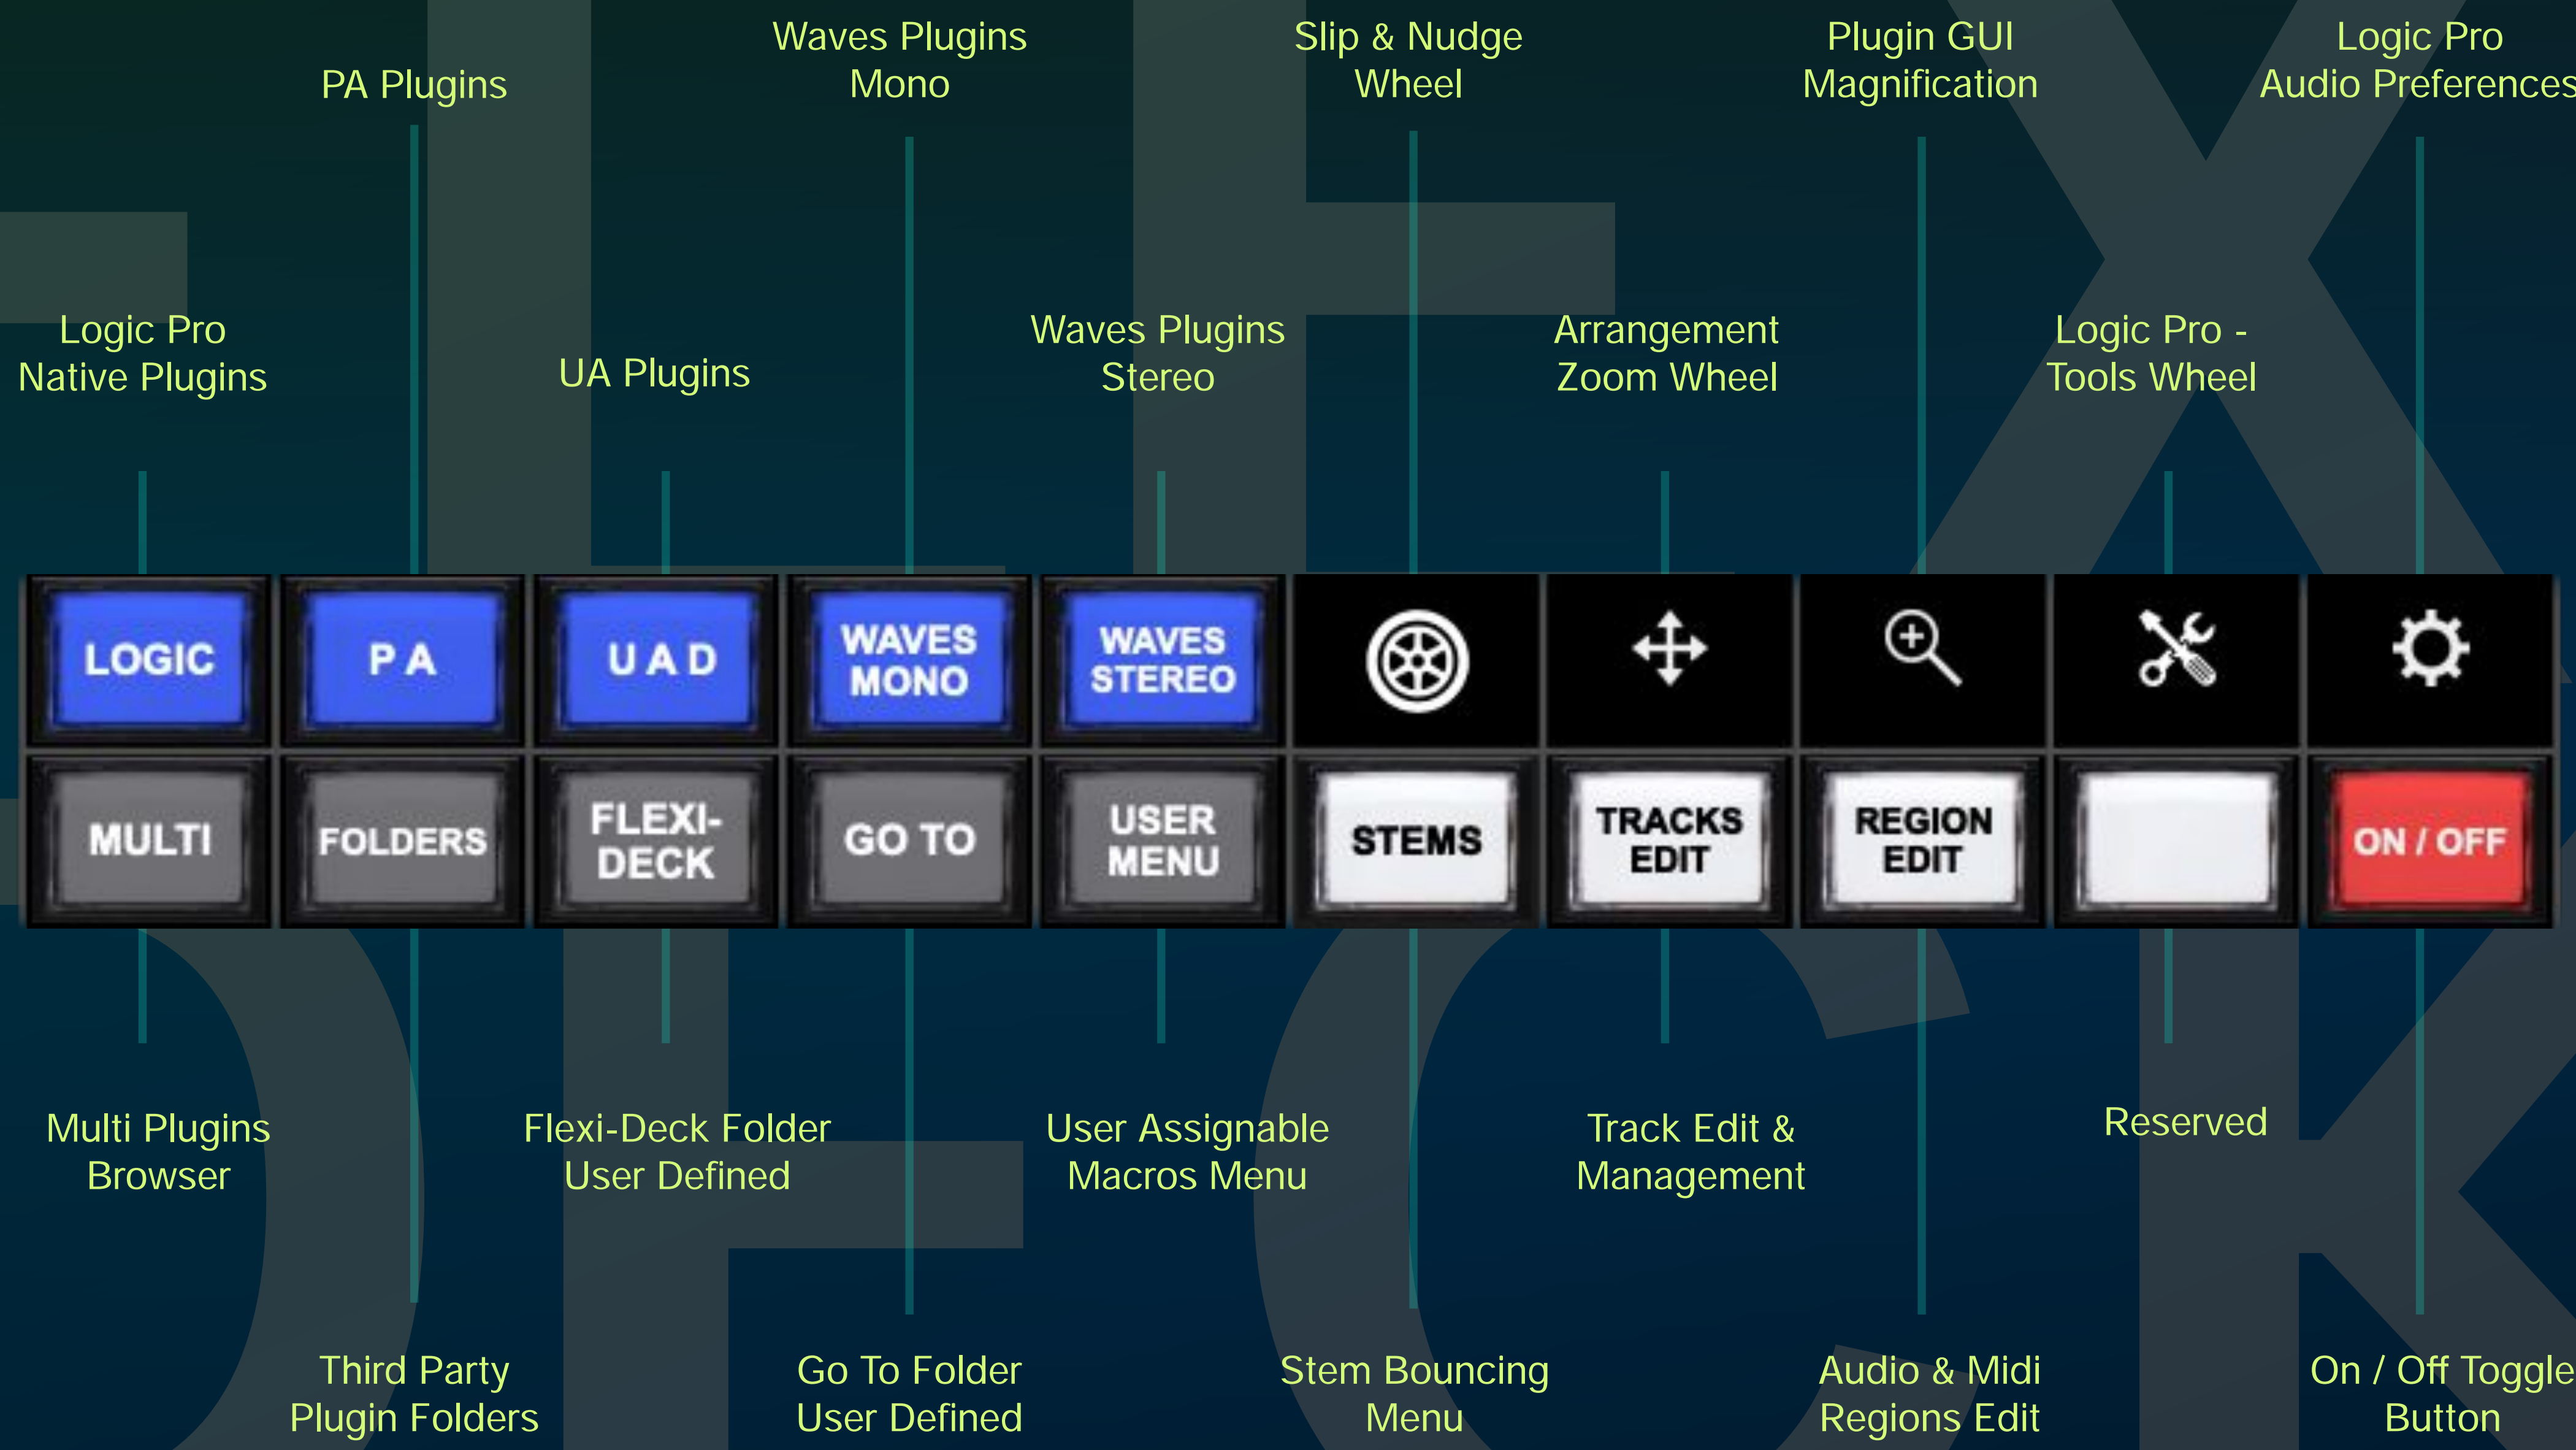 Waves Plugins
Mono
Slip & Nudge
Wheel
Plugin GUI
Magnification
Logic Pro
Audio Preferences
PA Plugins
Logic Pro
Native Plugins
UA Plugins
Waves Plugins
Stereo
Arrangement
Zoom Wheel
Logic Pro -
Tools Wheel
LOGIC
P A
U A D
WAVES
MONO
WAVES
STEREO
MULTI
FOLDERS
FLEXI-
DECK
GO TO
USER
MENU
STEMS
TRACKS
EDIT
REGION
EDIT
ON / OFF
Multi Plugins
Browser
Flexi-Deck Folder
User Defined
User Assignable
Macros Menu
Track Edit &
Management
Reserved
Third Party
Plugin Folders
Go To Folder
User Defined
Stem Bouncing
Menu
Audio & Midi
Regions Edit
On / Off Toggle
Button
FLEX
DECK